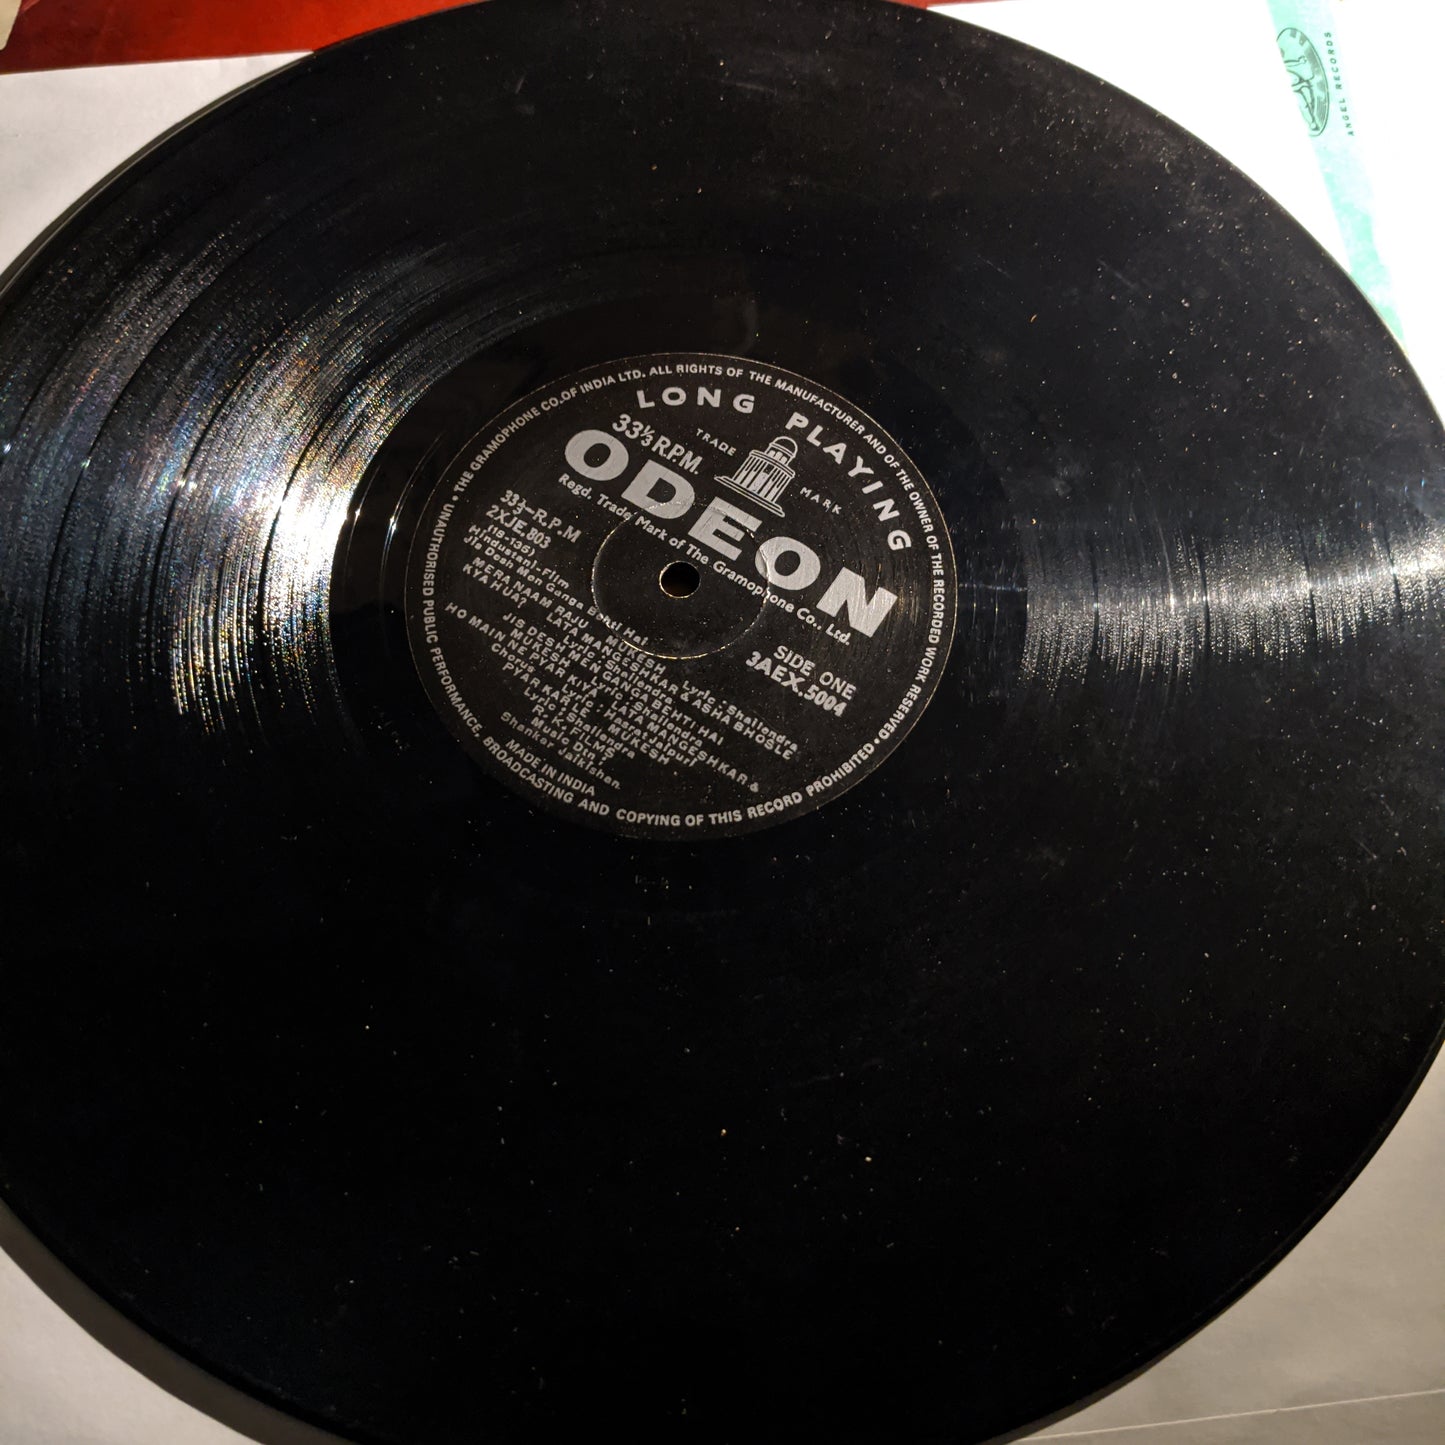 ANGEL RECORDS
THE GRAMOPHONE CO. OF INDIA LTD. ALL RIGHTS OF THE MANUFACTURER AND OF THE OWNER OF THE RECORDED WORK RESERVED • UNAUTHORISED PUBLIC PERFORMANCE, BROADCASTING AND COPYING OF THIS RECORD PROHIBITED •
LONG PLAYING
33⅓ R.P.M.
TRADE MARK
ODEON
Regd. Trade Mark of The Gramophone Co., Ltd.
33⅓-R.P.M
2XJE.803
SIDE ONE
3AEX.5004
Hindustani-Film
Jis Desh Men Ganga Behti Hai
MERA NAAM RAJU - MUKESH Lyric: Shailendra
KYA HUA? LATA MANGESHKAR & ASHA BHOSLE
Lyric: Shailendra
JIS DESH MEN GANGA BEHTI HAI
MUKESH Lyric: Shailendra
HO MAIN NE PYAR KYA - LATA MANGESHKAR &
Chorus Lyric: Hasrat Jaipuri
PYAR KARLE - MUKESH
Lyric: Shailendra
R.K.FILMS
Music Dir.:
Shanker Jaikishen.
MADE IN INDIA